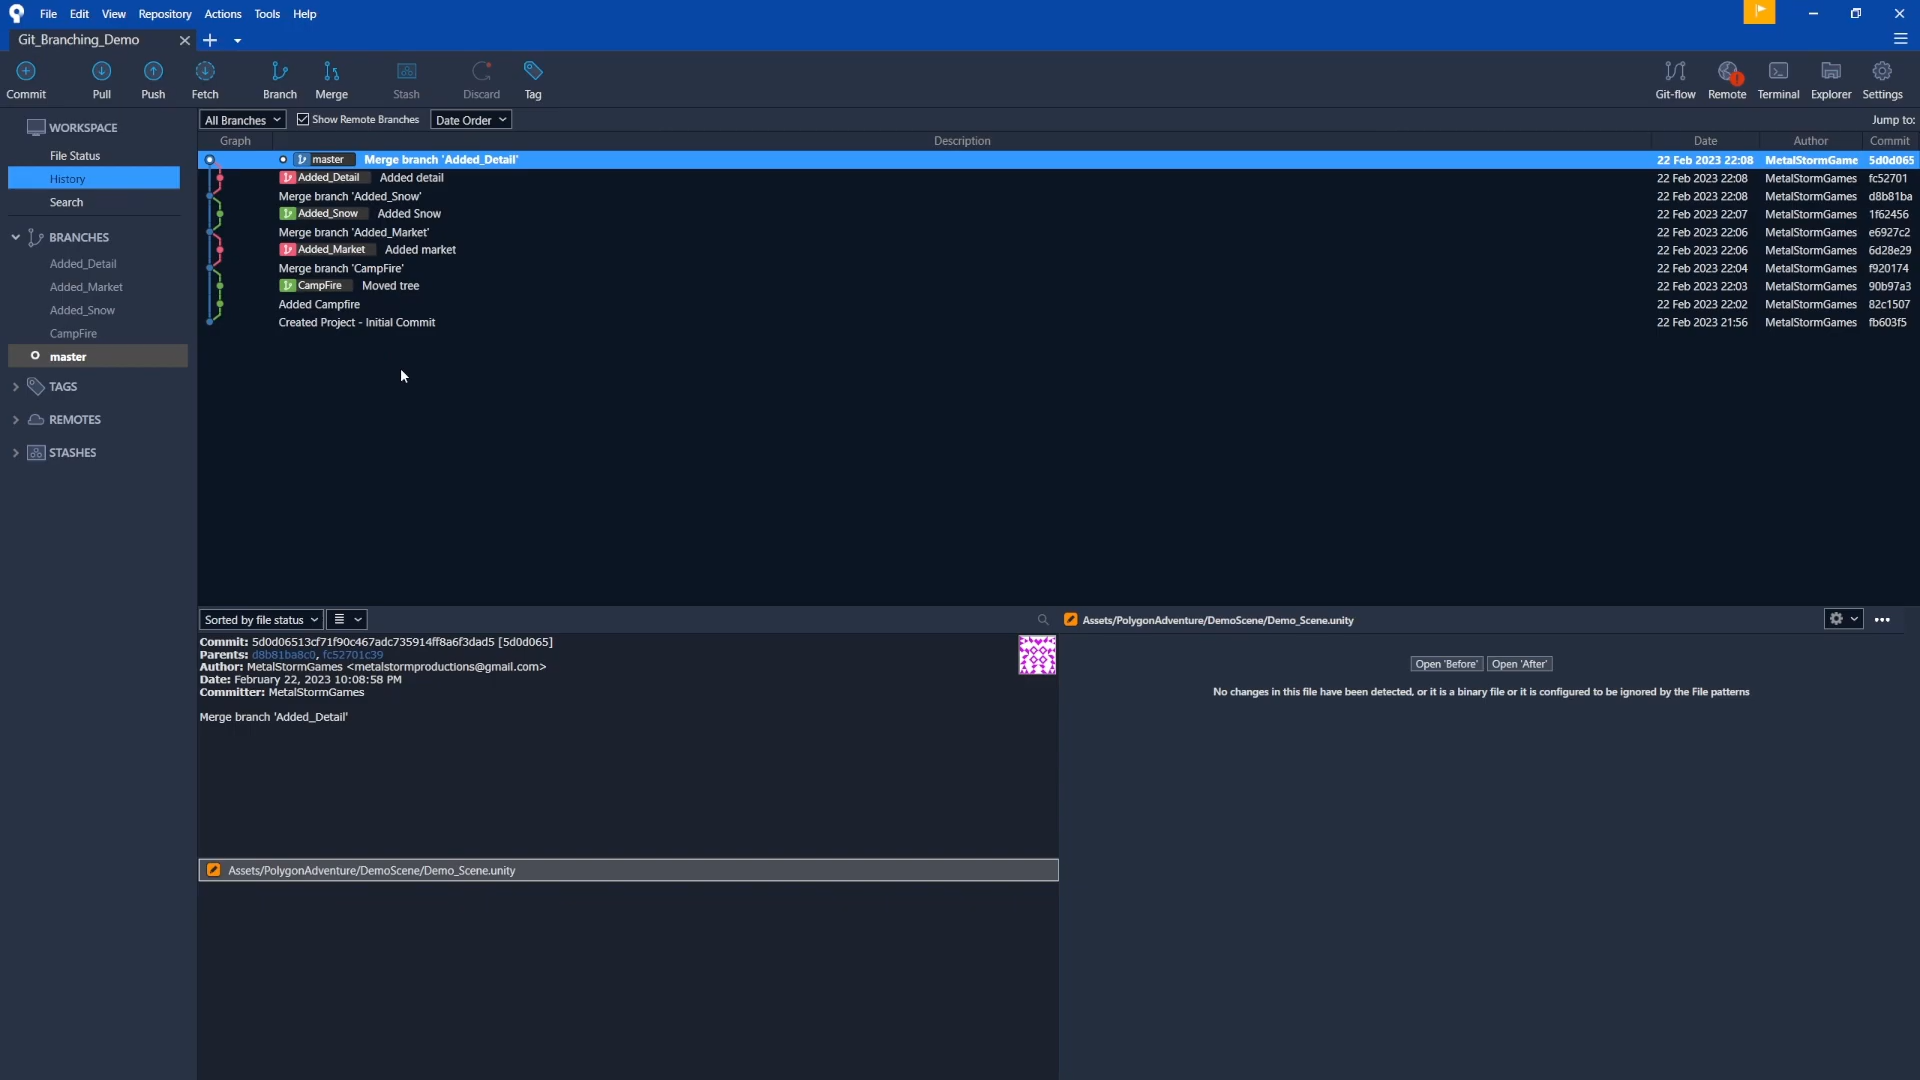 File Edit View Repository Actions Tools Help
Git_Branching_Demo
Commit Pull Push Fetch Branch Merge Stash Discard Tag Git-flow Remote Terminal Explorer Settings
WORKSPACE
File Status
History
Search
BRANCHES
Added_Detail
Added_Market
Added_Snow
CampFire
master
TAGS
REMOTES
STASHES
All Branches Show Remote Branches Date Order Jump to:
Graph Description Date Author Commit
master Merge branch 'Added_Detail' 22 Feb 2023 22:08 MetalStormGame 5d0d065
Added_Detail Added detail 22 Feb 2023 22:08 MetalStormGames fc52701
Merge branch 'Added_Snow' 22 Feb 2023 22:08 MetalStormGames d8b81ba
Added_Snow Added Snow 22 Feb 2023 22:07 MetalStormGames 1f62456
Merge branch 'Added_Market' 22 Feb 2023 22:06 MetalStormGames e6927c2
Added_Market Added market 22 Feb 2023 22:06 MetalStormGames 6d28e29
Merge branch 'CampFire' 22 Feb 2023 22:04 MetalStormGames f920174
CampFire Moved tree 22 Feb 2023 22:03 MetalStormGames 90b97a3
Added Campfire 22 Feb 2023 22:02 MetalStormGames 82c1507
Created Project - Initial Commit 22 Feb 2023 21:56 MetalStormGames fb603f5
Sorted by file status
Commit: 5d0d06513cf71f90c467adc735914ff8a6f3dad5 [5d0d065]
Parents: d8b81ba8c0, fc52701c39
Author: MetalStormGames <metalstormproductions@gmail.com>
Date: February 22, 2023 10:08:58 PM
Committer: MetalStormGames
Merge branch 'Added_Detail'
Assets/PolygonAdventure/DemoScene/Demo_Scene.unity
Assets/PolygonAdventure/DemoScene/Demo_Scene.unity
Open 'Before' Open 'After'
No changes in this file have been detected, or it is a binary file or it is configured to be ignored by the File patterns